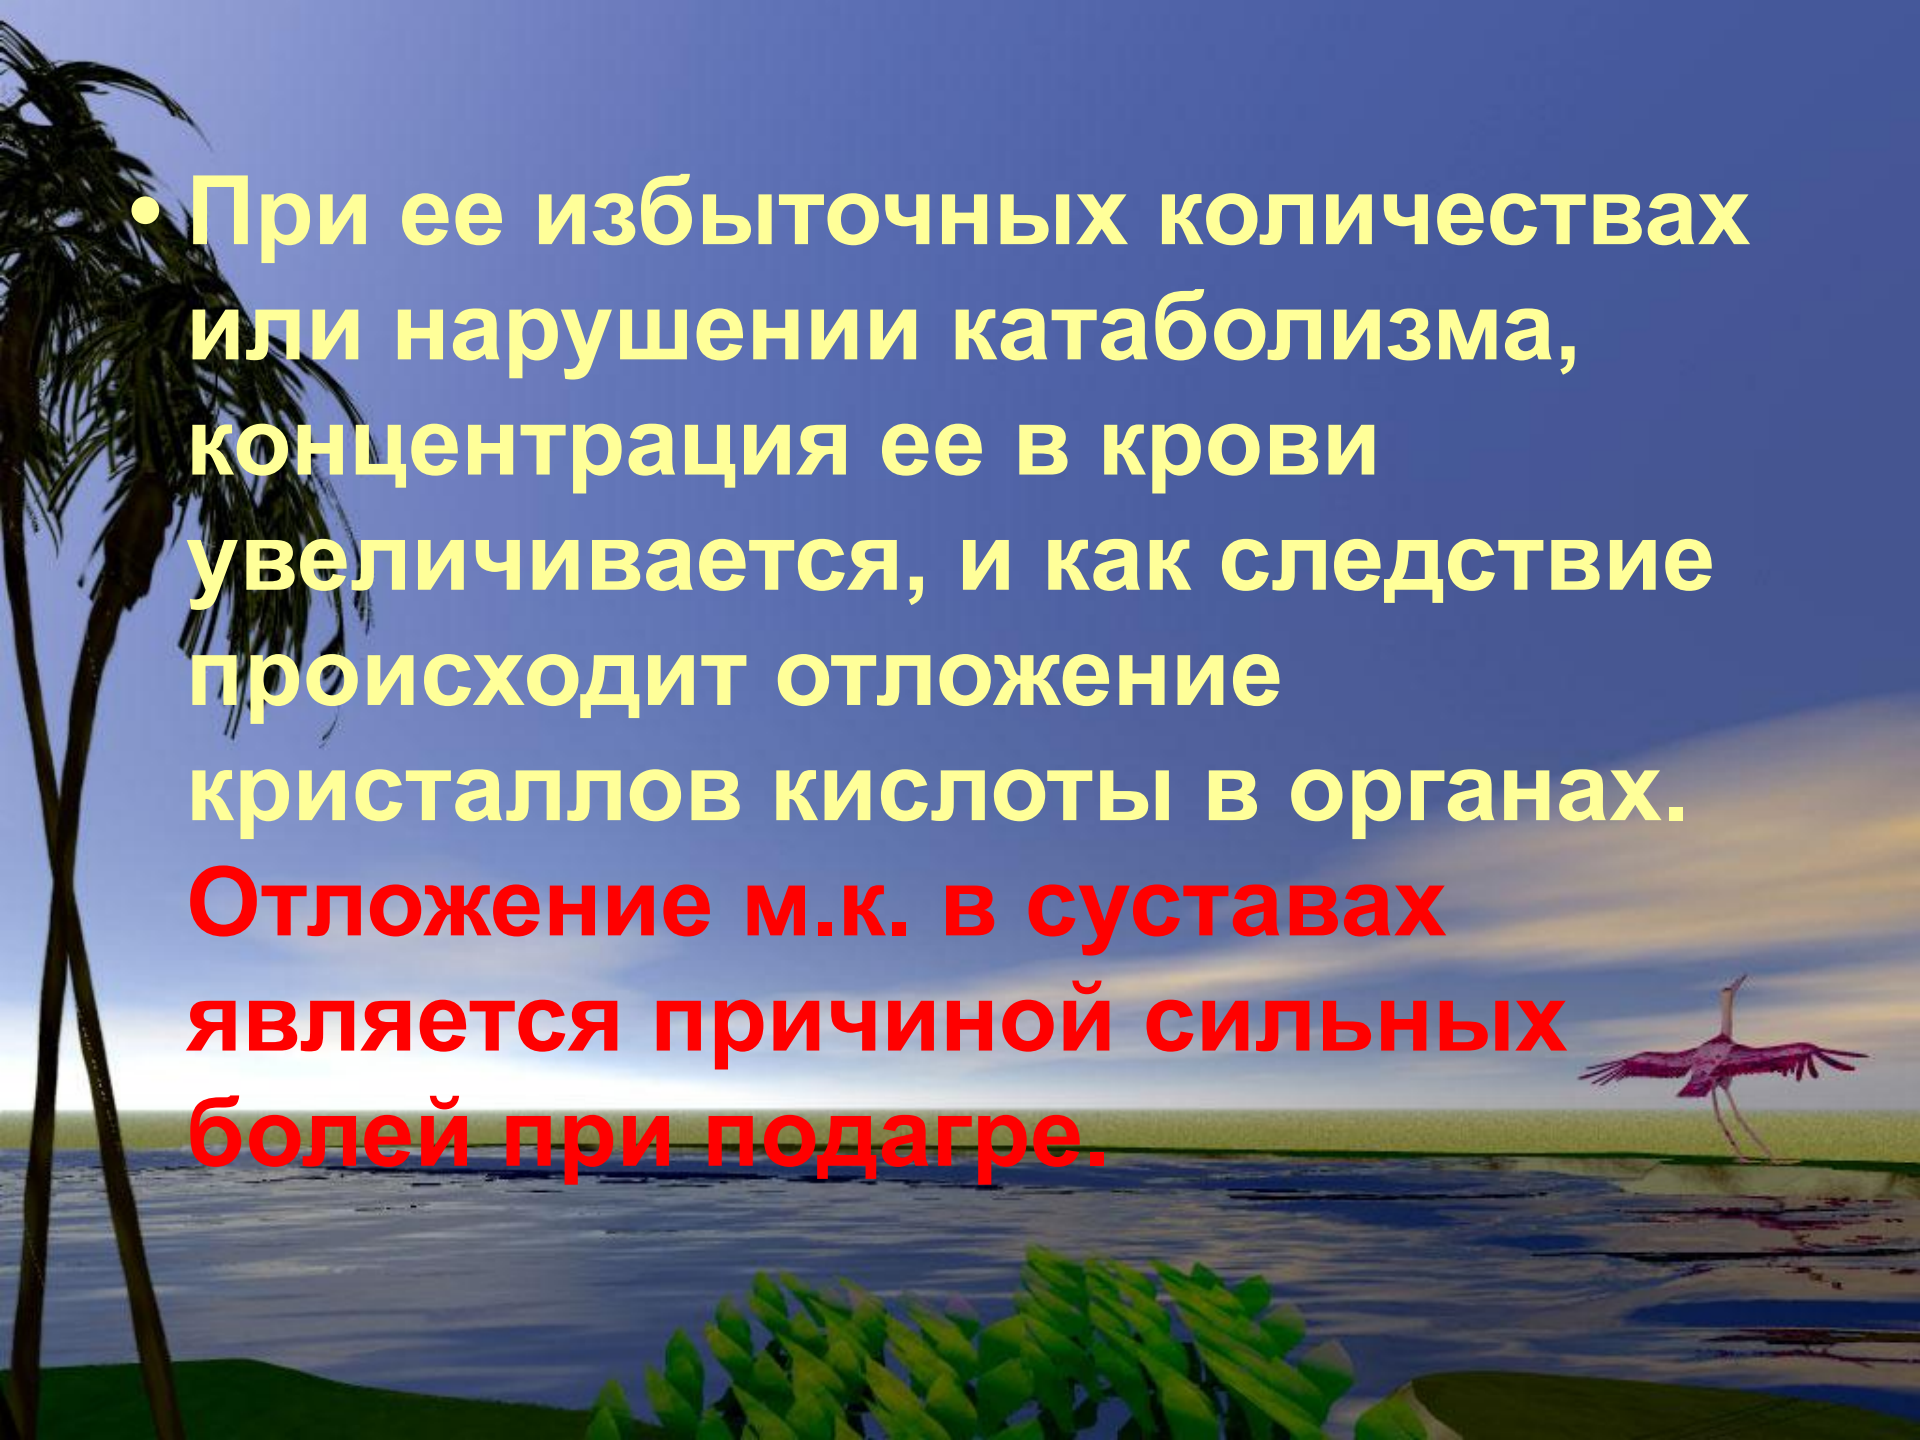 • При ее избыточных количествах
или нарушении катаболизма,
концентрация ее в крови
увеличивается, и как следствие
происходит отложение
кристаллов кислоты в органах.
Отложение м.к. в суставах
является причиной сильных
болей при подагре.